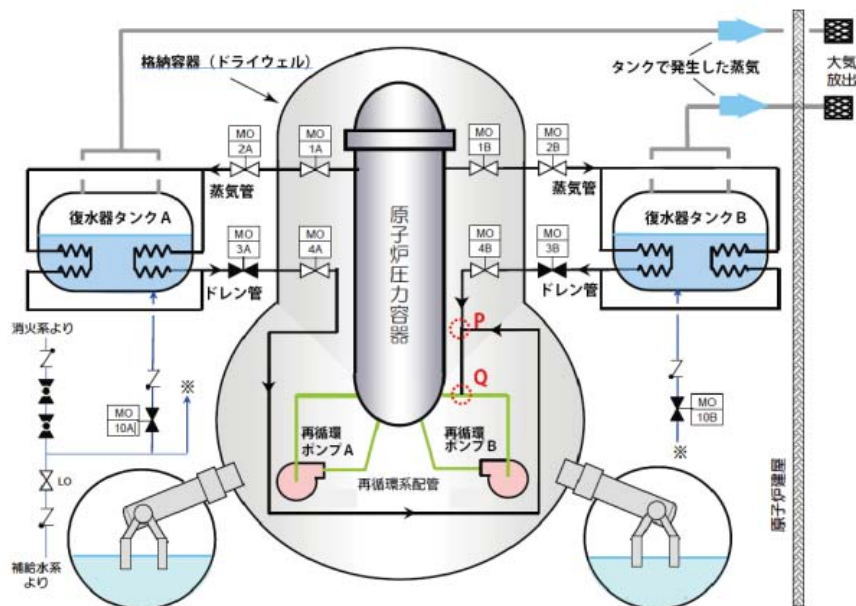 格納容器（ドライウェル）
タンクで発生した蒸気
大気
放出
MO
2A
MO
1A
MO
1B
MO
2B
蒸気管
蒸気管
復水器タンクA
復水器タンクB
MO
3A
MO
4A
MO
4B
MO
3B
ドレン管
ドレン管
原子炉圧力容器
P
Q
消火系より
※
MO
10A
MO
10B
※
LO
再循環
ポンプA
再循環
ポンプB
再循環系配管
補給水系
より
原子炉建屋